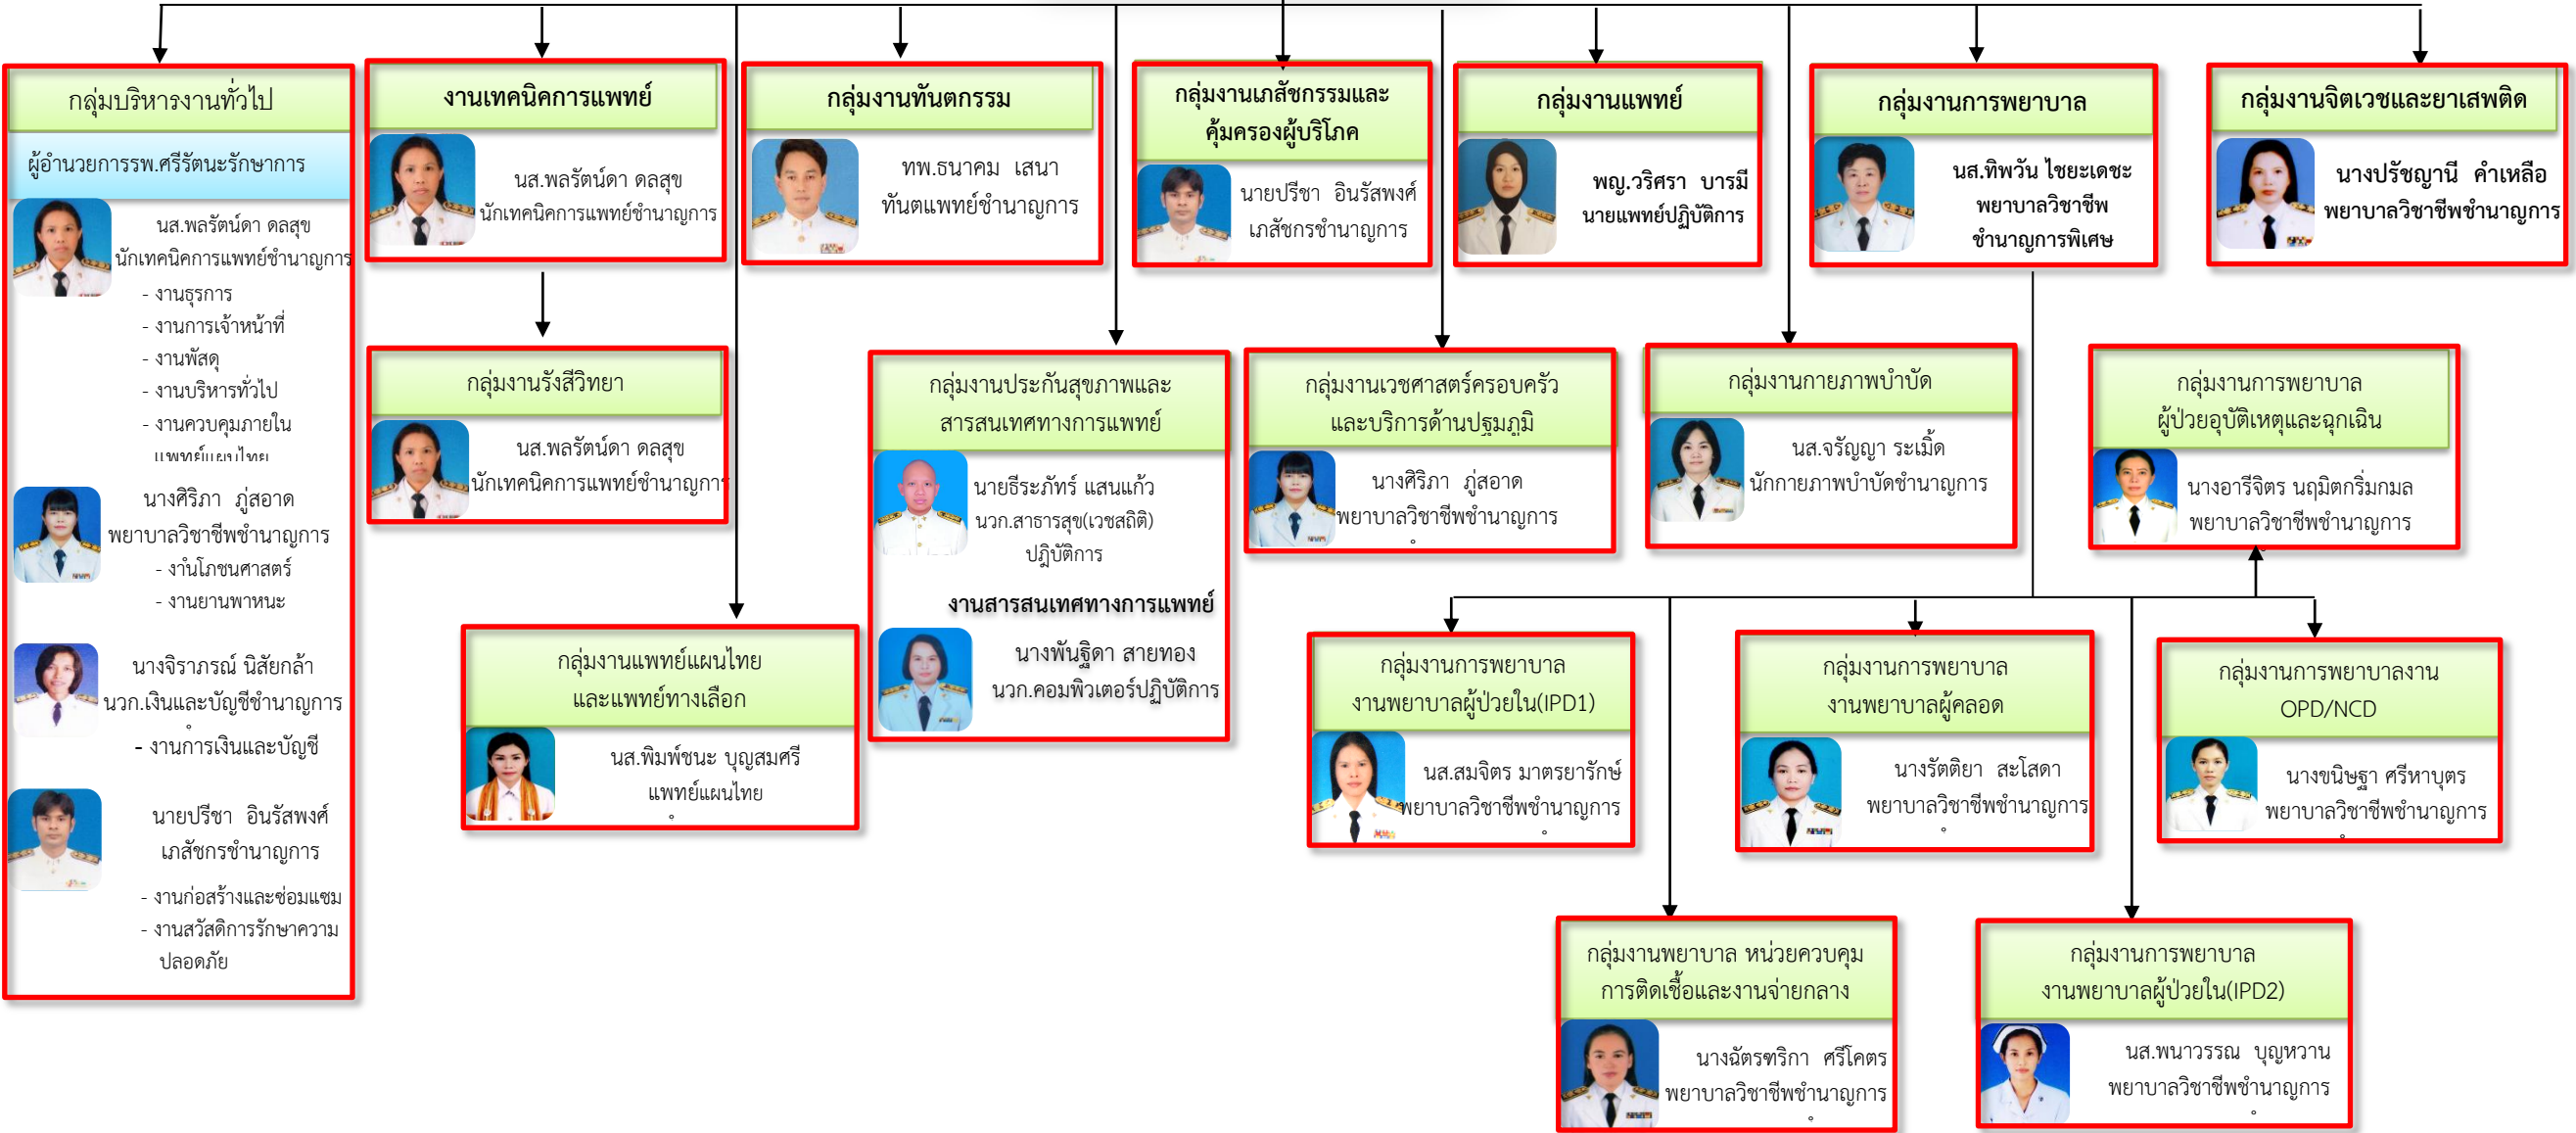 กลุ่มบริหารงานทั่วไป
ผู้อำนวยการรพ.ศรีรัตนะรักษาการ
นส.พลรัตน์ดา ดลสุข
นักเทคนิคการแพทย์ชำนาญการ
- งานธุรการ
- งานการเจ้าหน้าที่
- งานพัสดุ
- งานบริหารทั่วไป
- งานควบคุมภายใน
แพทย์แผนไทย
นางศิริภา ภู่สอาด
พยาบาลวิชาชีพชำนาญการ
- งานโภชนศาสตร์
- งานยานพาหนะ
นางจิราภรณ์ นิสัยกล้า
นวก.เงินและบัญชีชำนาญการ
- งานการเงินและบัญชี
นายปรีชา อินรัสพงศ์
เภสัชกรชำนาญการ
- งานก่อสร้างและซ่อมแซม
- งานสวัสดิการรักษาความ
ปลอดภัย
งานเทคนิคการแพทย์
นส.พลรัตน์ดา ดลสุข
นักเทคนิคการแพทย์ชำนาญการ
กลุ่มงานทันตกรรม
ทพ.ธนาคม เสนา
ทันตแพทย์ชำนาญการ
กลุ่มงานเภสัชกรรมและ
คุ้มครองผู้บริโภค
นายปรีชา อินรัสพงศ์
เภสัชกรชำนาญการ
กลุ่มงานแพทย์
พญ.วริศรา บารมี
นายแพทย์ปฏิบัติการ
กลุ่มงานการพยาบาล
นส.ทิพวัน ไชยะเดชะ
พยาบาลวิชาชีพ
ชำนาญการพิเศษ
กลุ่มงานจิตเวชและยาเสพติด
นางปรัชญานี คำเหลือ
พยาบาลวิชาชีพชำนาญการ
กลุ่มงานรังสีวิทยา
นส.พลรัตน์ดา ดลสุข
นักเทคนิคการแพทย์ชำนาญการ
กลุ่มงานประกันสุขภาพและ
สารสนเทศทางการแพทย์
นายธีระภัทร์ แสนแก้ว
นวก.สาธารสุข(เวชสถิติ)
ปฎิบัติการ
งานสารสนเทศทางการแพทย์
นางพันฐิดา สายทอง
นวก.คอมพิวเตอร์ปฏิบัติการ
กลุ่มงานเวชศาสตร์ครอบครัว
และบริการด้านปฐมภูมิ
นางศิริภา ภู่สอาด
พยาบาลวิชาชีพชำนาญการ
กลุ่มงานกายภาพบำบัด
นส.จรัญญา ระเมิ้ด
นักกายภาพบำบัดชำนาญการ
กลุ่มงานการพยาบาล
ผู้ป่วยอุบัติเหตุและฉุกเฉิน
นางอารีจิตร นฤมิตกริ่มกมล
พยาบาลวิชาชีพชำนาญการ
กลุ่มงานแพทย์แผนไทย
และแพทย์ทางเลือก
นส.พิมพ์ชนะ บุญสมศรี
แพทย์แผนไทย
กลุ่มงานการพยาบาล
งานพยาบาลผู้ป่วยใน(IPD1)
นส.สมจิตร มาตรยารักษ์
พยาบาลวิชาชีพชำนาญการ
กลุ่มงานการพยาบาล
งานพยาบาลผู้คลอด
นางรัตติยา สะโสดา
พยาบาลวิชาชีพชำนาญการ
กลุ่มงานการพยาบาลงาน
OPD/NCD
นางขนิษฐา ศรีหาบุตร
พยาบาลวิชาชีพชำนาญการ
กลุ่มงานพยาบาล หน่วยควบคุม
การติดเชื้อและงานจ่ายกลาง
นางฉัตรฑริกา ศรีโคตร
พยาบาลวิชาชีพชำนาญการ
กลุ่มงานการพยาบาล
งานพยาบาลผู้ป่วยใน(IPD2)
นส.พนาวรรณ บุญหวาน
พยาบาลวิชาชีพชำนาญการ